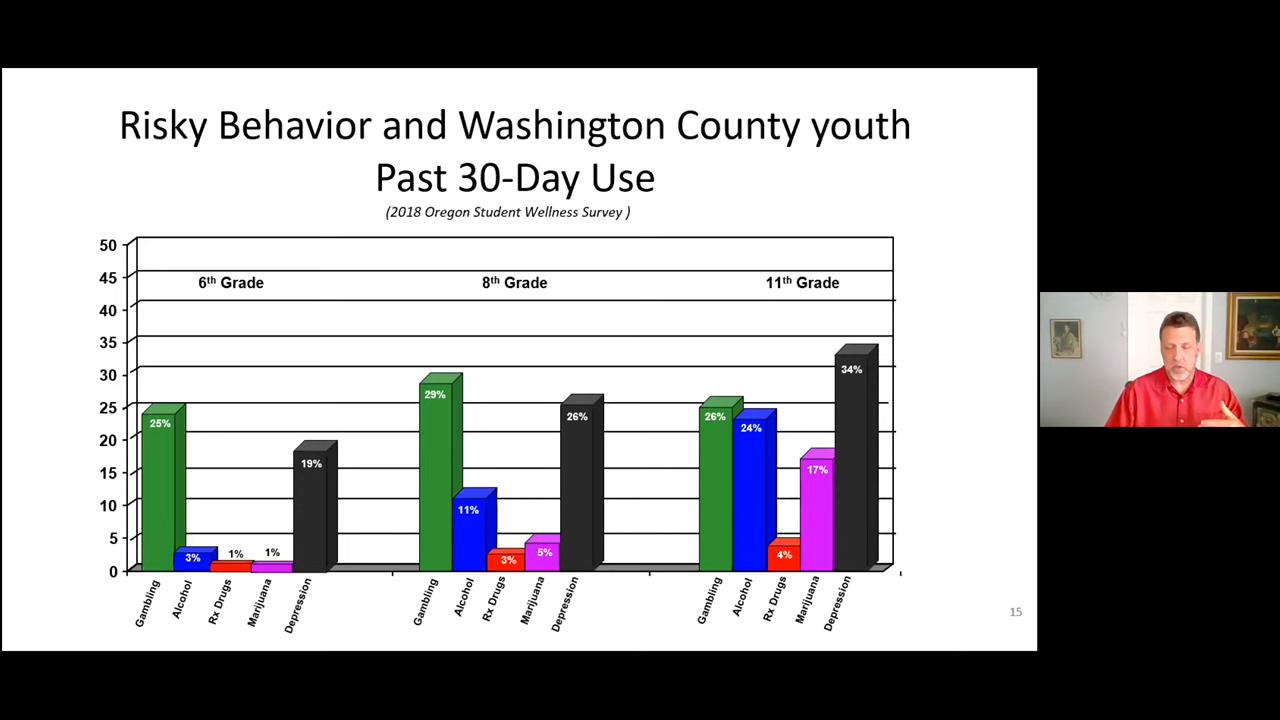 Risky Behavior and Washington County youth
Past 30-Day Use
(2018 Oregon Student Wellness Survey )
50
45
40
35
30
25
20
15
10
5
0
6th Grade
8th Grade
11th Grade
25%
3%
1%
1%
19%
29%
11%
3%
5%
26%
26%
24%
4%
17%
34%
Gambling
Alcohol
Rx Drugs
Marijuana
Depression
Gambling
Alcohol
Rx Drugs
Marijuana
Depression
Gambling
Alcohol
Rx Drugs
Marijuana
Depression
15